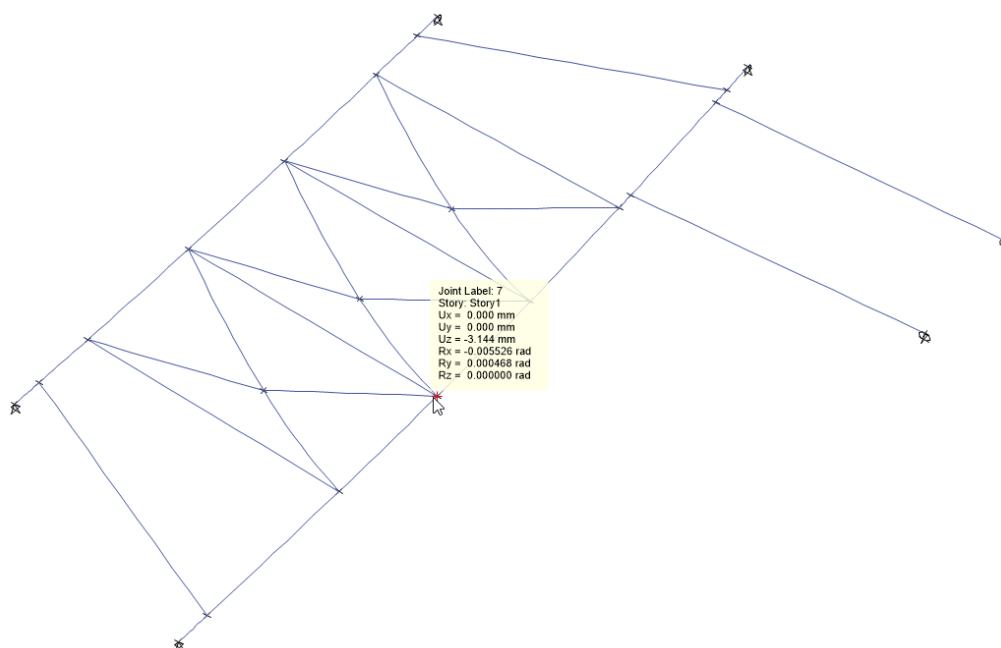 Joint Label: 7
Story: Story1
Ux = 0.000 mm
Uy = 0.000 mm
Uz = -3.144 mm
Rx = -0.005526 rad
Ry = 0.000468 rad
Rz = 0.000000 rad